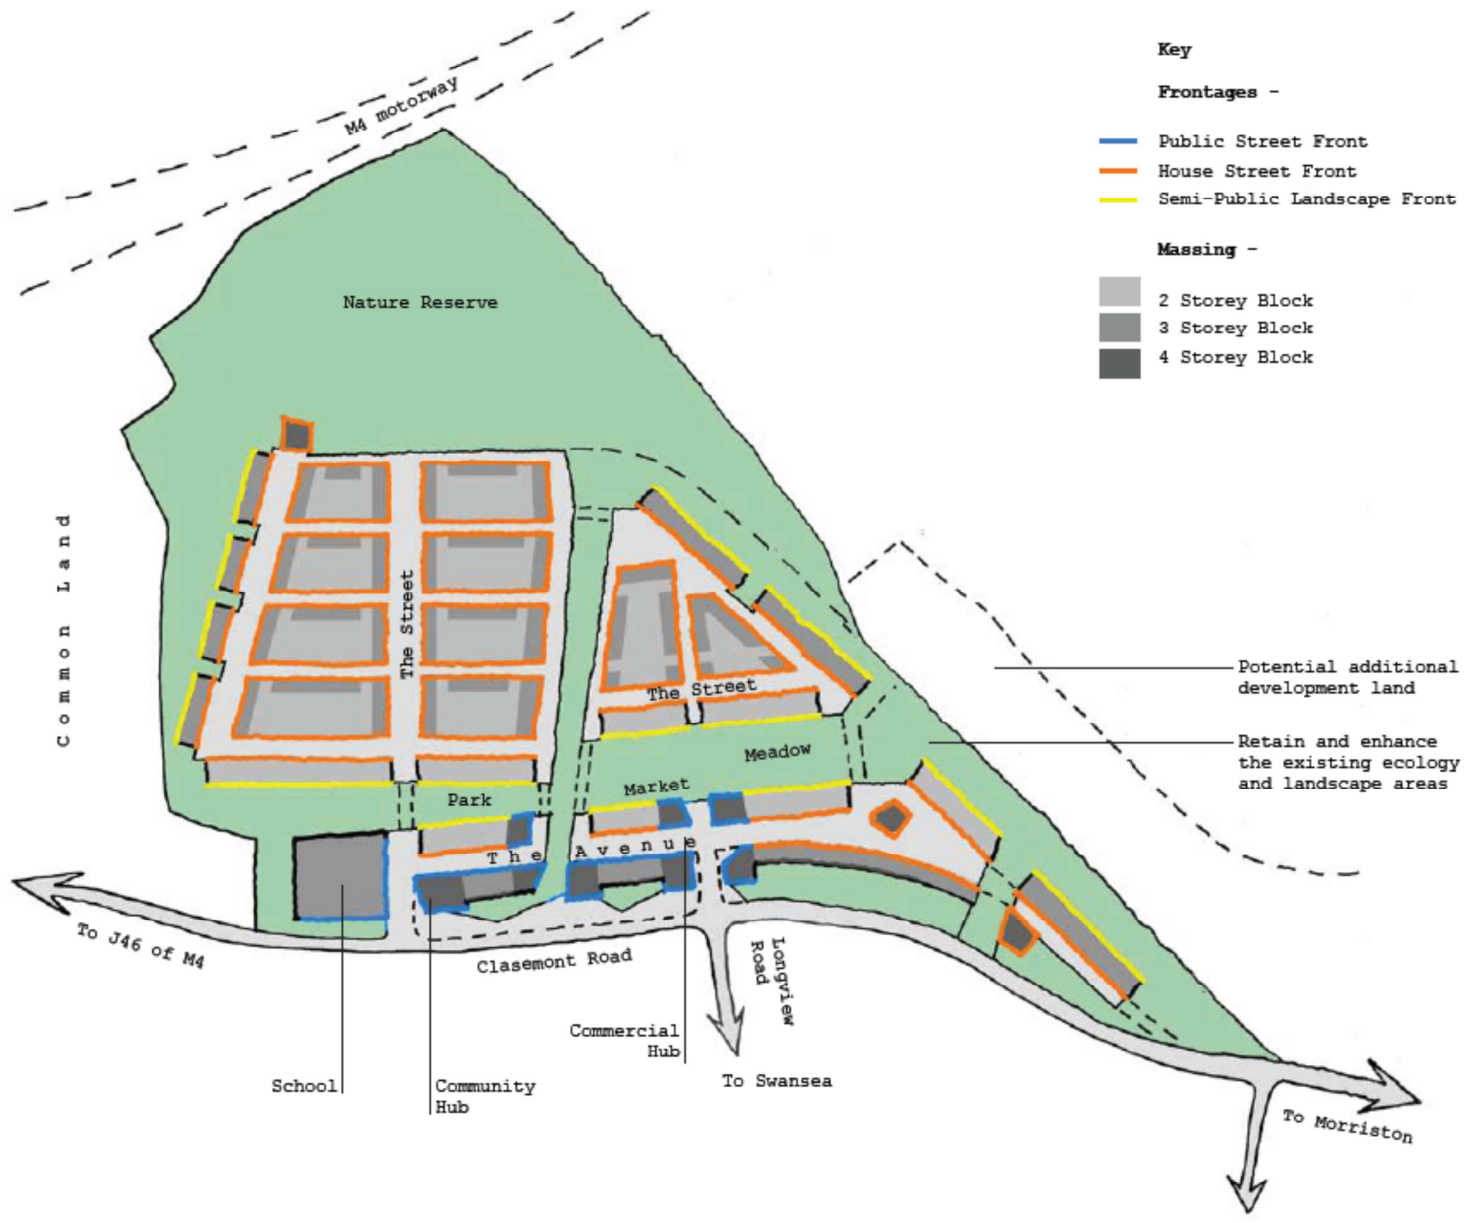 Key
Frontages -
Public Street Front
House Street Front
Semi-Public Landscape Front
Massing -
2 Storey Block
3 Storey Block
4 Storey Block
M4 motorway
Nature Reserve
Common Land
The Street
The Street
Potential additional
development land
Retain and enhance
the existing ecology
and landscape areas
Meadow
Market
Park
The Avenue
To J46 of M4
Clasemont Road
Longview
Road
Commercial
Hub
School
Community
Hub
To Swansea
To Morriston